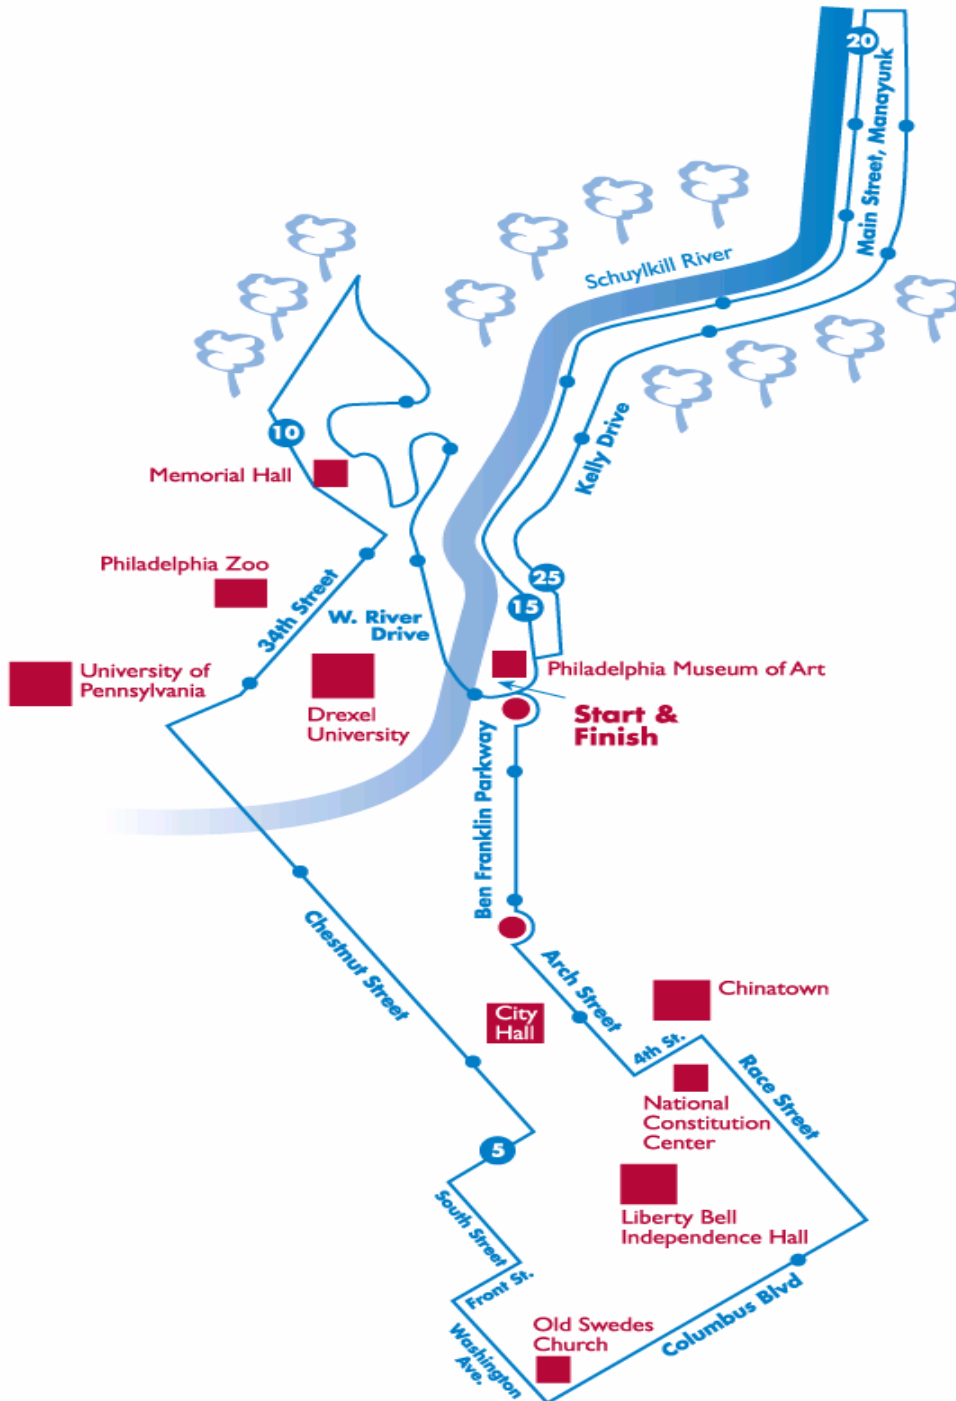 20
Main Street, Manayunk
Schuylkill River
Kelly Drive
10
Memorial Hall
Philadelphia Zoo
34th Street
W. River
Drive
25
15
University of
Pennsylvania
Drexel
University
Philadelphia Museum of Art
Start &
Finish
Ben Franklin Parkway
Chestnut Street
Arch Street
City
Hall
Chinatown
4th St.
Race Street
National
Constitution
Center
5
Liberty Bell
Independence Hall
South Street
Front St.
Columbus Blvd
Old Swedes
Church
Washington
Ave.